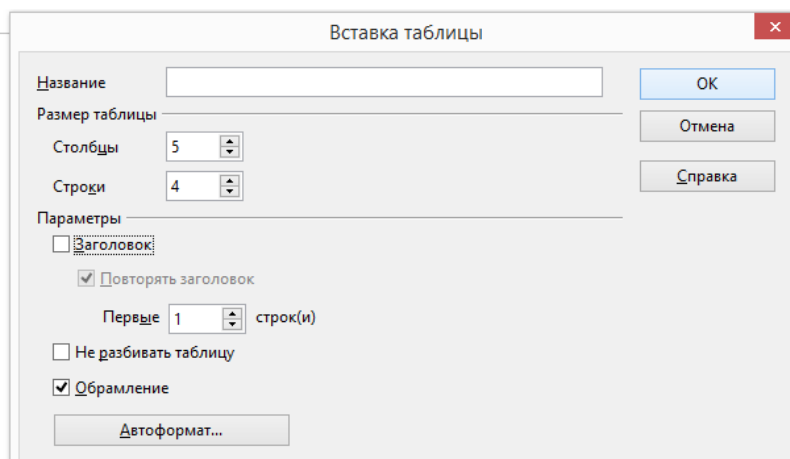 Вставка таблицы
Название
OK
Размер таблицы
Отмена
Столбцы 5
Справка
Строки 4
Параметры
Заголовок
Повторять заголовок
Первые 1 строк(и)
Не разбивать таблицу
Обрамление
Автоформат...